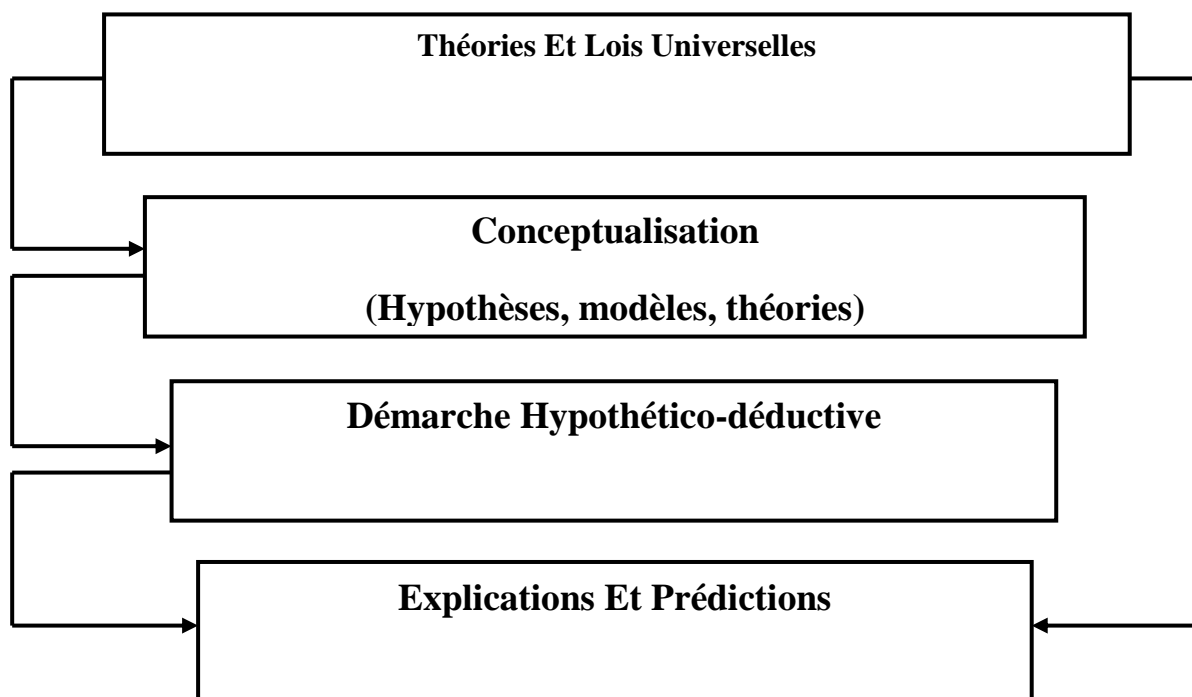 Théories Et Lois Universelles
Conceptualisation
(Hypothèses, modèles, théories)
Démarche Hypothético-déductive
Explications Et Prédictions